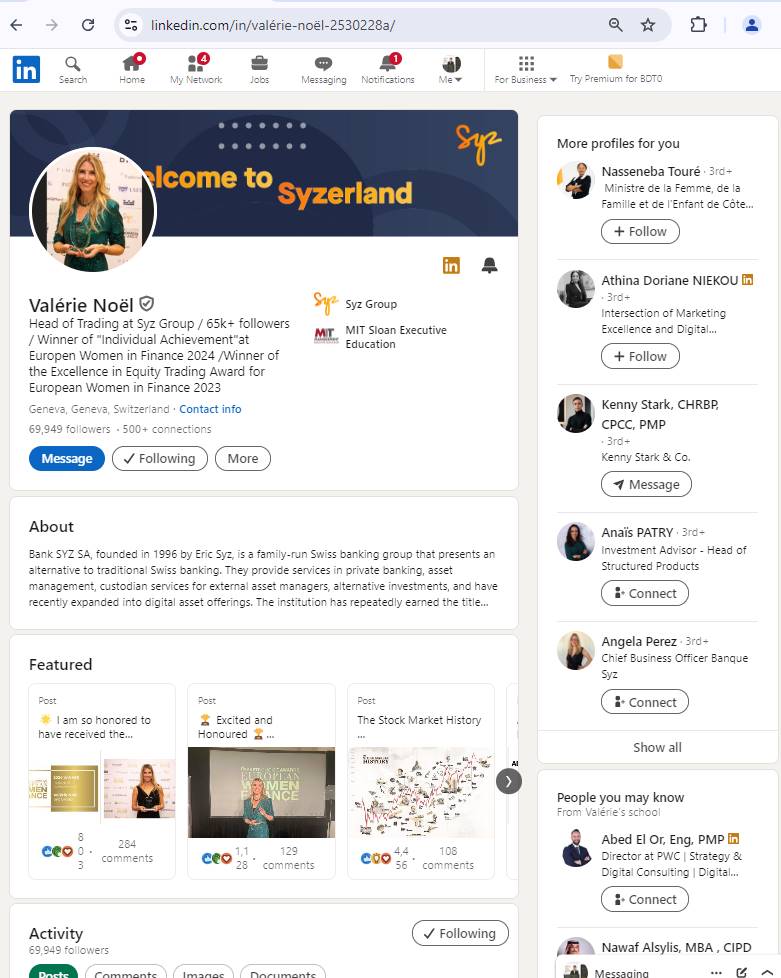 linkedin.com/in/valérie-noël-2530228a/
in
Search
Home
4
My Network
Jobs
Messaging
1
Notifications
Me
For Business
Try Premium for BDT0
Syz
elcome to
Syzerland
in
Valérie Noël
Head of Trading at Syz Group / 65k+ followers
/ Winner of "Individual Achievement"at
Europen Women in Finance 2024 /Winner of
the Excellence in Equity Trading Award for
European Women in Finance 2023
Syz
Syz Group
MIT
MIT Sloan Executive
Education
Geneva, Geneva, Switzerland · Contact info
69,949 followers · 500+ connections
Message
Following
More
About
Bank SYZ SA, founded in 1996 by Eric Syz, is a family-run Swiss banking group that presents an
alternative to traditional Swiss banking. They provide services in private banking, asset
management, custodian services for external asset managers, alternative investments, and have
recently expanded into digital asset offerings. The institution has repeatedly earned the title...
Featured
Post
🌟 I am so honored to
have received the...
8
0
3
·
284
comments
Post
🏆 Excited and
Honoured 🏆...
EUROPEAN
WOMEN
1,1
28
·
129
comments
Post
The Stock Market History
...
HISTORY
4,4
56
·
108
comments
Activity
69,949 followers
Following
Posts
Comments
Images
Documents
More profiles for you
Nasseneba Touré · 3rd+
Ministre de la Femme, de la
Famille et de l'Enfant de Côte...
+ Follow
Athina Doriane NIEKOU in
· 3rd+
Intersection of Marketing
Excellence and Digital...
+ Follow
Kenny Stark, CHRBP,
CPCC, PMP
· 3rd+
Kenny Stark & Co.
Message
Anaïs PATRY · 3rd+
Investment Advisor - Head of
Structured Products
Connect
Angela Perez · 3rd+
Chief Business Officer Banque
Syz
Connect
Show all
People you may know
From Valérie's school
Abed El Or, Eng, PMP in
Director at PWC | Strategy &
Digital Consulting | Digital...
Connect
Nawaf Alsylis, MBA , CIPD
Messaging